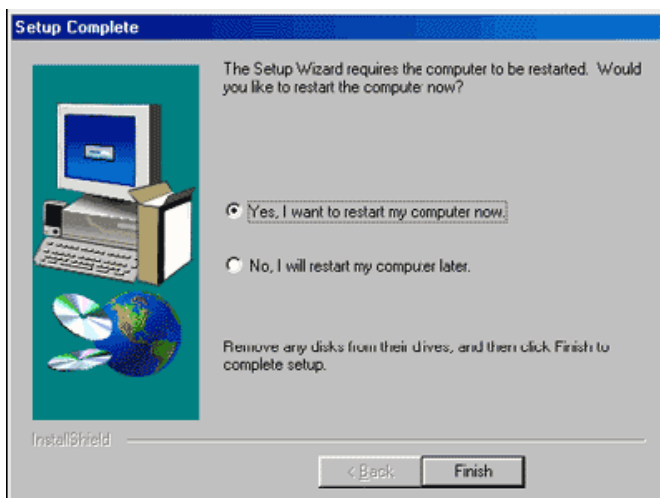 Setup Complete
The Setup Wizard requires the computer to be restarted. Would
you like to restart the computer now?
Yes, I want to restart my computer now.
No, I will restart my computer later.
Remove any disks from their drives, and then click Finish to
complete setup.
InstallShield
< Back
Finish